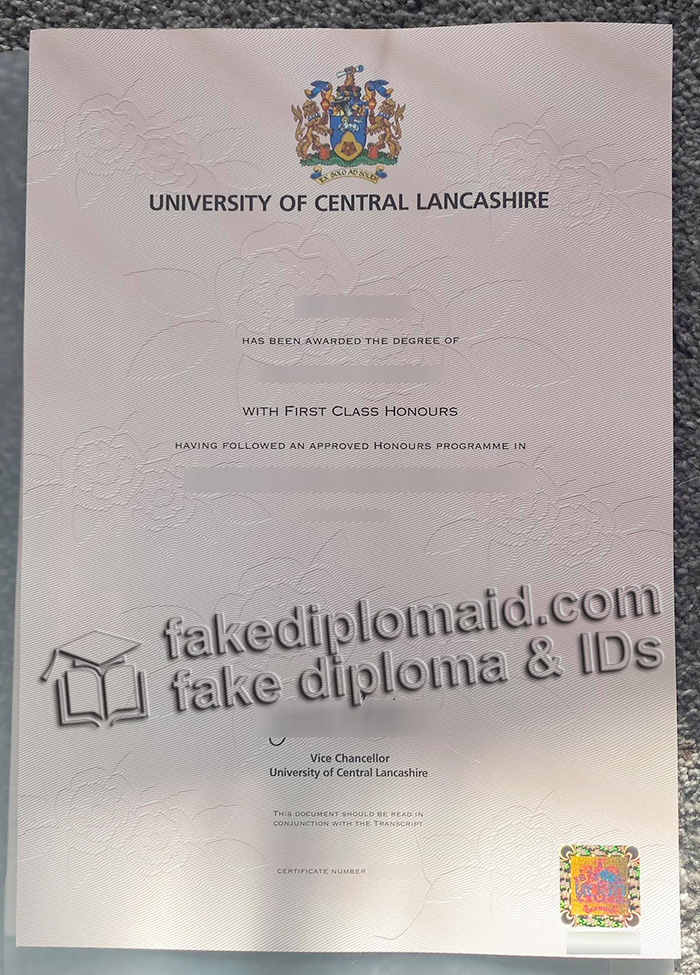 EX SOLO AD SOLEM
UNIVERSITY OF CENTRAL LANCASHIRE
HAS BEEN AWARDED THE DEGREE OF
WITH FIRST CLASS HONOURS
HAVING FOLLOWED AN APPROVED HONOURS PROGRAMME IN
fakediplomaid.com
fake diploma & IDs
Vice Chancellor
University of Central Lancashire
THIS DOCUMENT SHOULD BE READ IN
CONJUNCTION WITH THE TRANSCRIPT
CERTIFICATE NUMBER